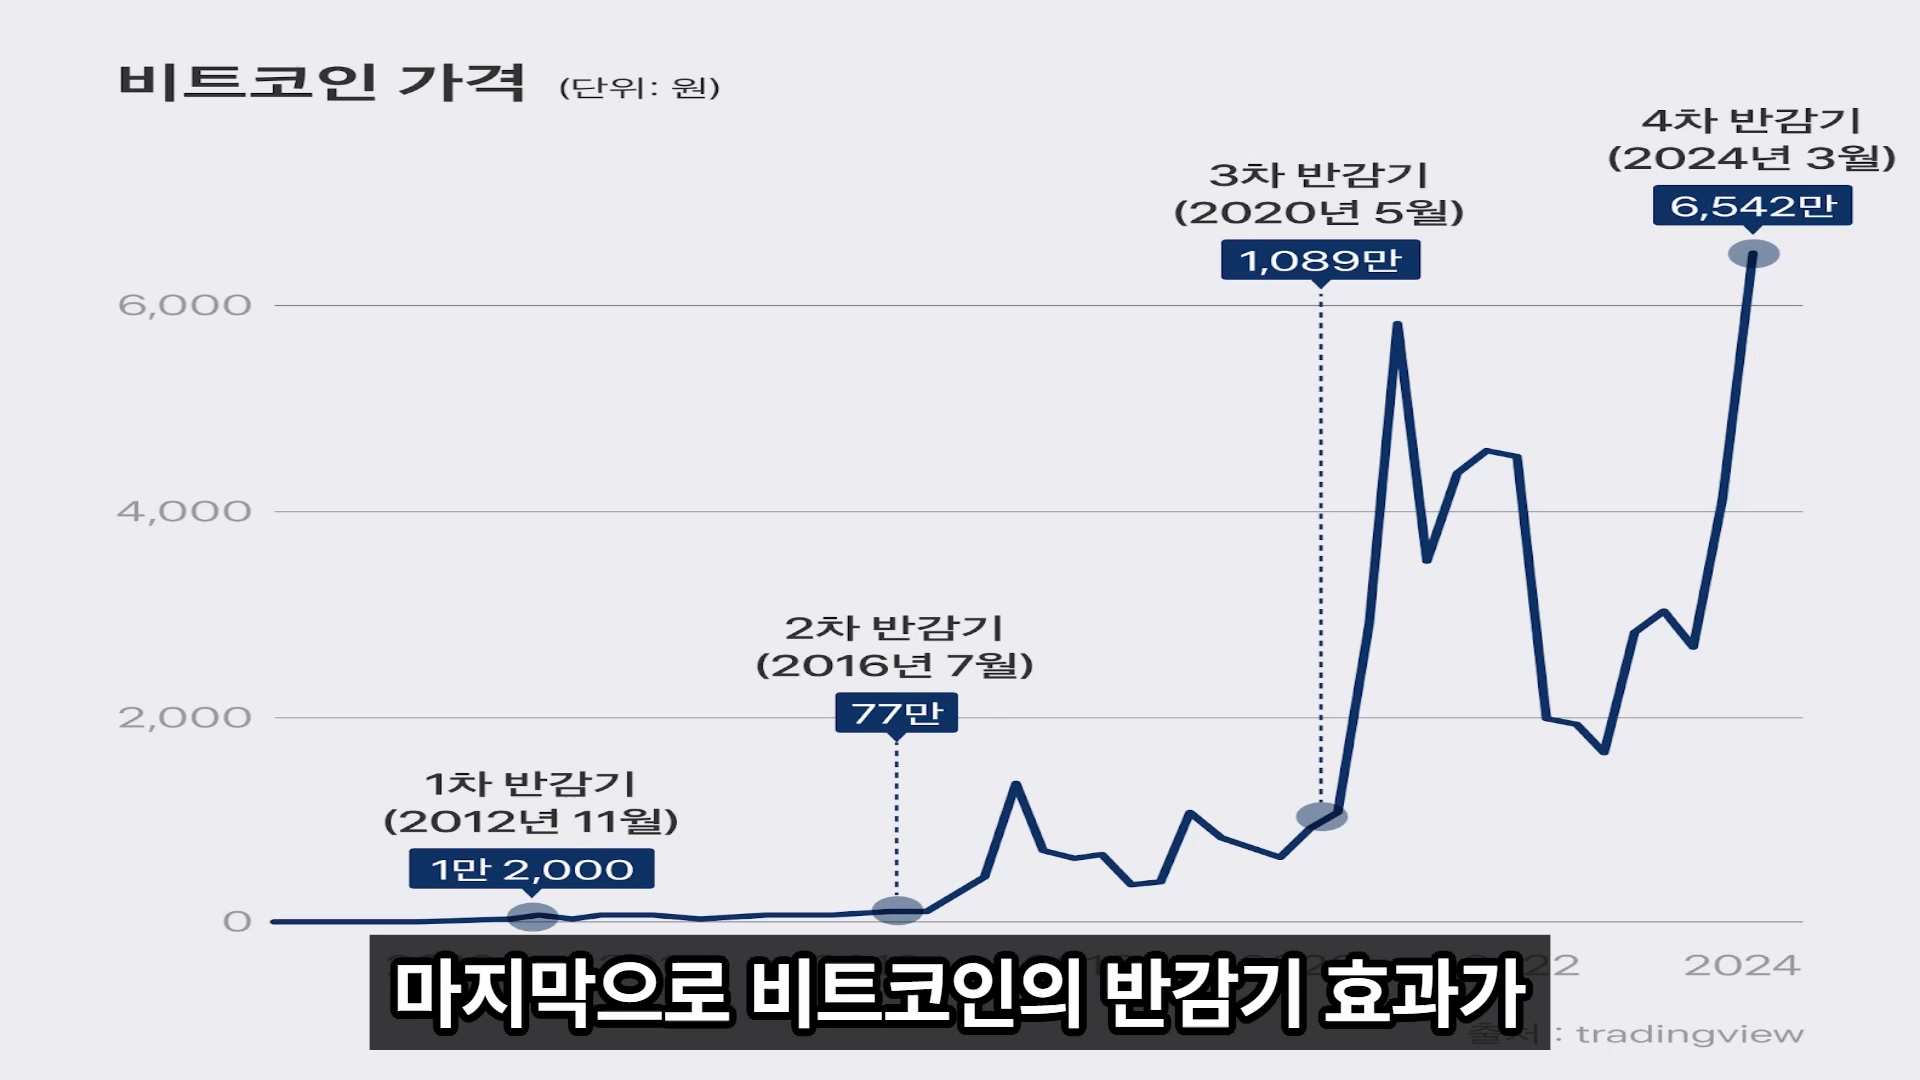 비트코인 가격 (단위: 원)
4차 반감기
(2024년 3월)
6,542만
3차 반감기
(2020년 5월)
1,089만
6,000
4,000
2차 반감기
(2016년 7월)
77만
2,000
1차 반감기
(2012년 11월)
1만 2,000
0
2024
마지막으로 비트코인의 반감기 효과가
출처 : tradingview